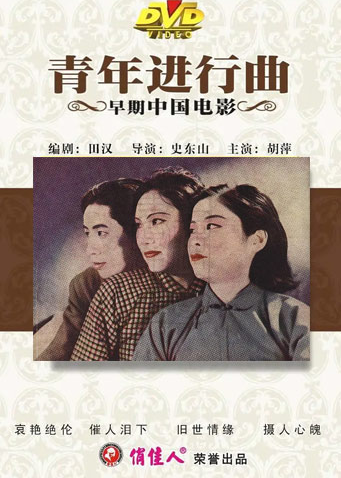 DVD
VIDEO
青年进行曲
早期中国电影
编剧：田汉 导演：史东山 主演：胡萍
哀艳绝伦 催人泪下 旧世情缘 摄人心魄
俏佳人® 荣誉出品